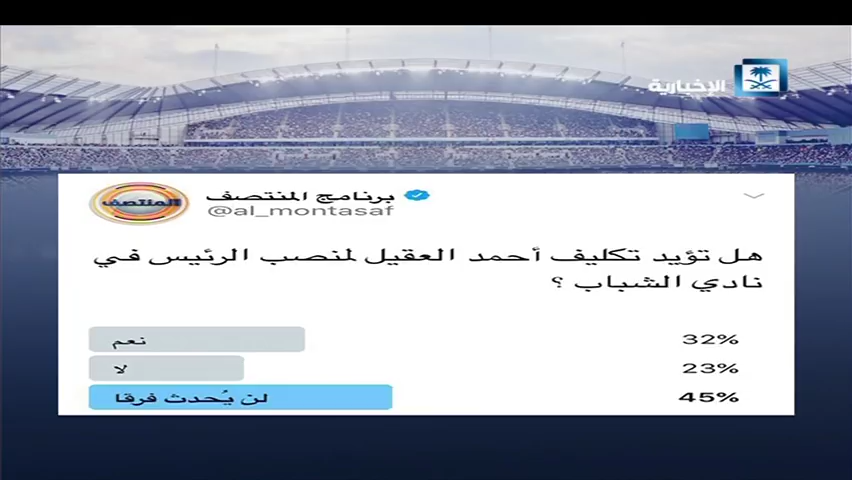 الإخبارية
المنتصف
برنامج المنتصف
@al_montasaf
هل تؤيد تكليف أحمد العقيل لمنصب الرئيس في
نادي الشباب ؟
نعم 32%
لا 23%
لن يُحدث فرقا 45%